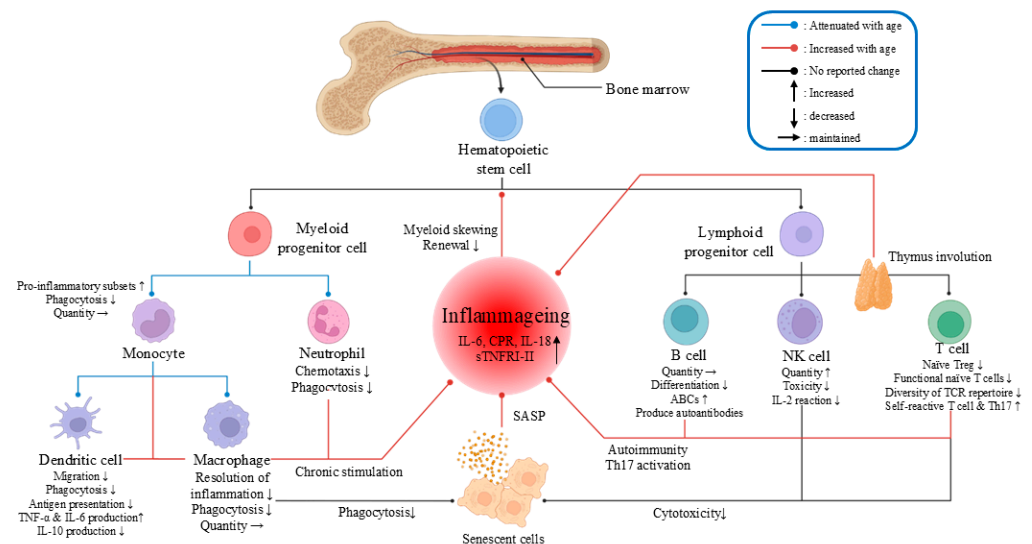 : Attenuated with age
: Increased with age
: No reported change
: Increased
: decreased
: maintained
Bone marrow
Hematopoietic
stem cell
Myeloid
progenitor cell
Myeloid skewing
Renewal ↓
Lymphoid
progenitor cell
Thymus involution
Pro-inflammatory subsets ↑
Phagocytosis ↓
Quantity →
Monocyte
Neutrophil
Chemotaxis ↓
Phagocytosis ↓
Inflammageing
IL-6, CPR, IL-18
sTNFRI-II
B cell
Quantity →
Differentiation ↓
ABCs ↑
Produce autoantibodies
NK cell
Quantity ↑
Toxicity ↓
IL-2 reaction ↓
T cell
Naïve Treg ↓
Functional naïve T cells ↓
Diversity of TCR repertoire ↓
Self-reactive T cell & Th17 ↑
SASP
Dendritic cell
Migration ↓
Phagocytosis ↓
Antigen presentation ↓
TNF-α & IL-6 production↑
IL-10 production ↓
Macrophage
Resolution of
inflammation ↓
Phagocytosis ↓
Quantity →
Chronic stimulation
Autoimmunity
Th17 activation
Phagocytosis↓
Cytotoxicity↓
Senescent cells